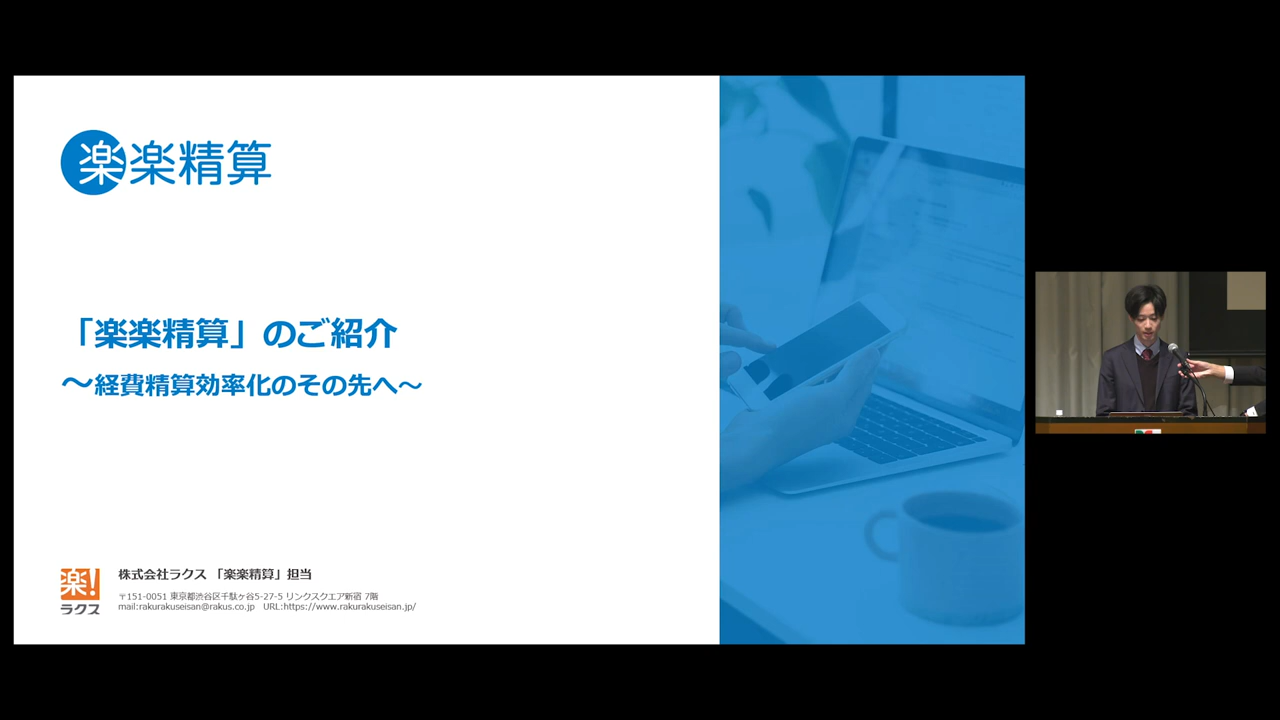 楽楽精算
「楽楽精算」のご紹介
～経費精算効率化のその先へ～
楽!
ラクス
株式会社ラクス 「楽楽精算」担当
〒151-0051 東京都渋谷区千駄ヶ谷5-27-5 リンクスクエア新宿 7階
mail:rakurakuseisan@rakus.co.jp URL:https://www.rakurakuseisan.jp/